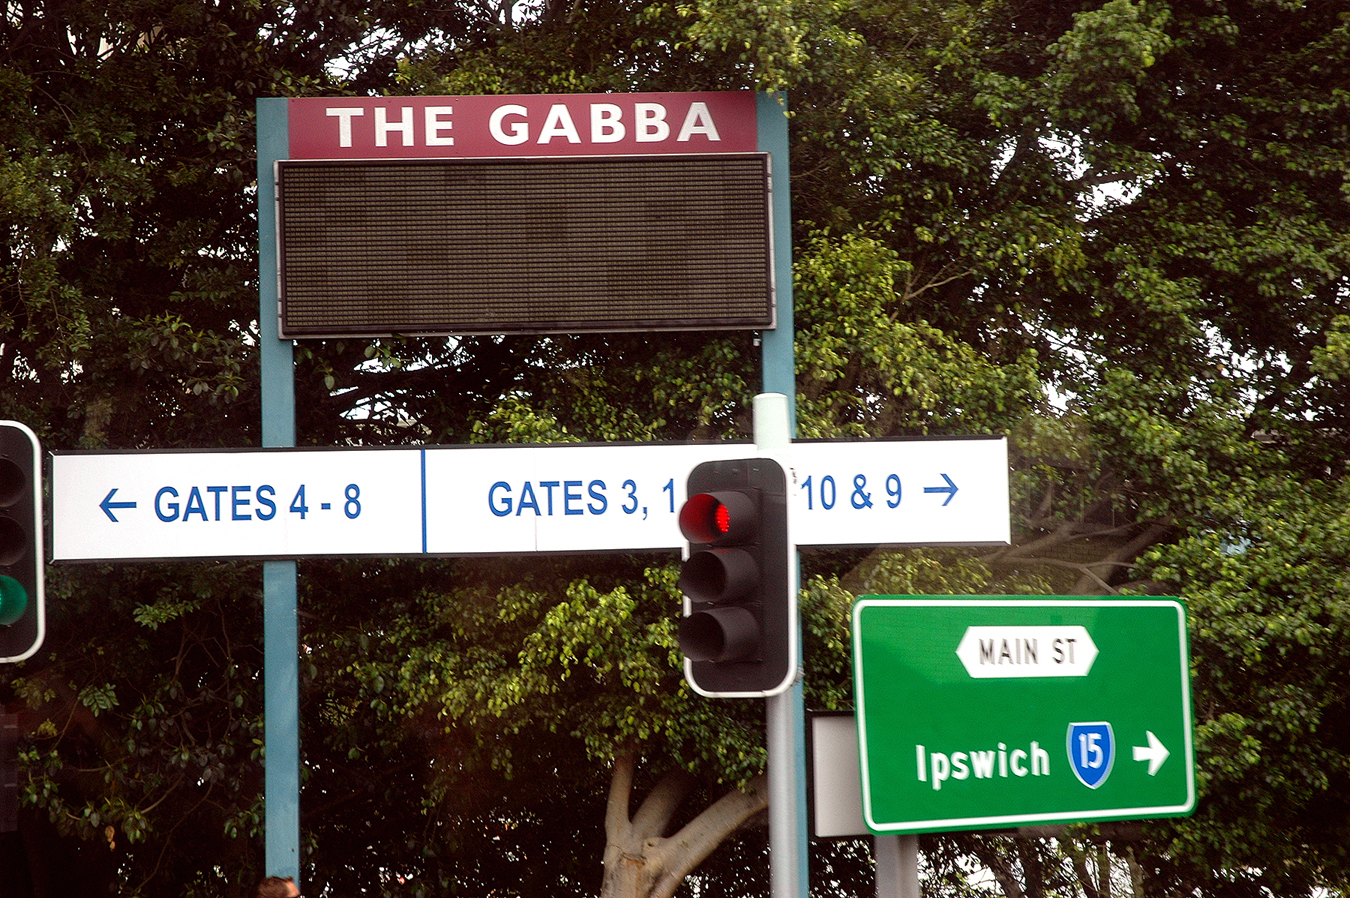 THE GABBA
← GATES 4 - 8
GATES 3, 1 10 & 9 →
MAIN ST
Ipswich 15 →